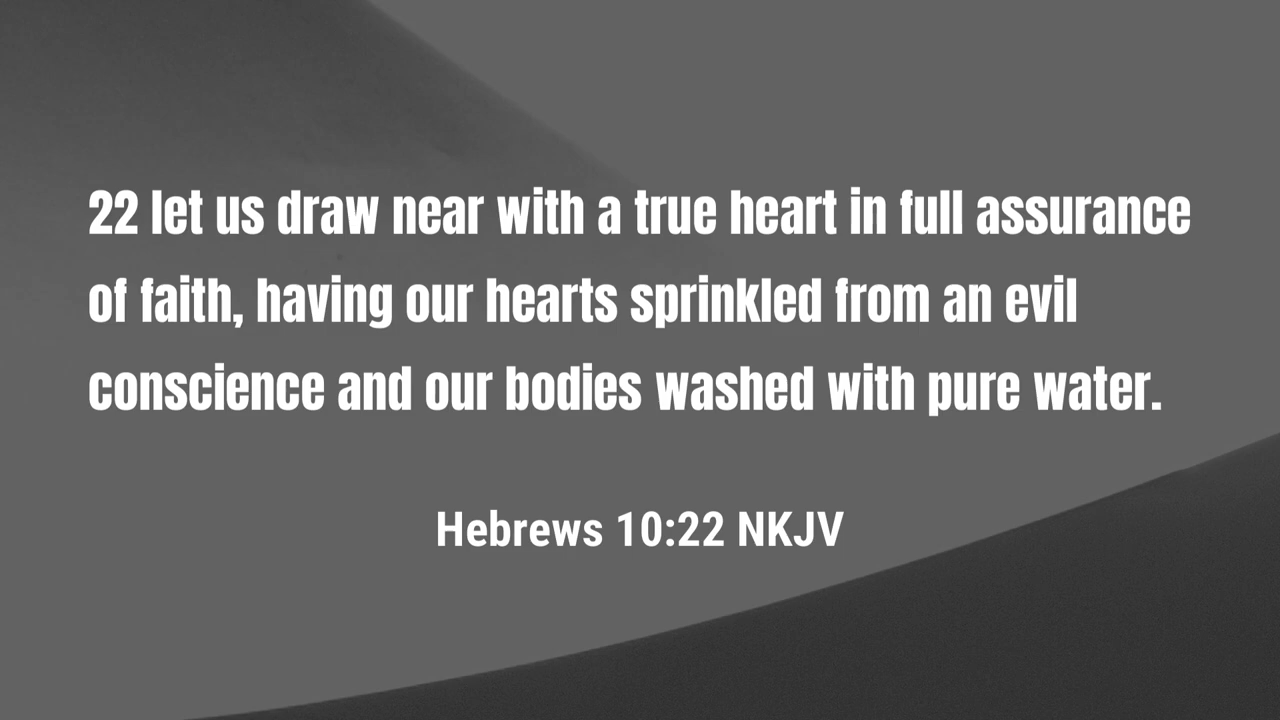 22 let us draw near with a true heart in full assurance
of faith, having our hearts sprinkled from an evil
conscience and our bodies washed with pure water.
Hebrews 10:22 NKJV